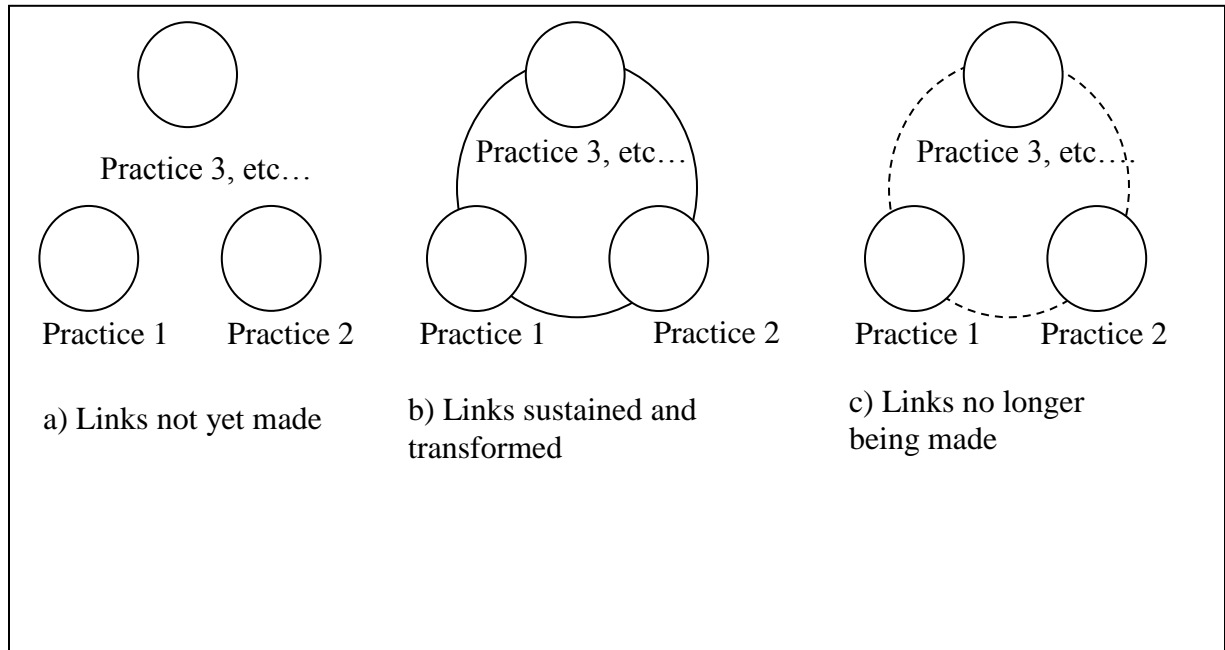 Practice 3, etc…
Practice 1
Practice 2
a) Links not yet made
Practice 3, etc…
Practice 1
Practice 2
b) Links sustained and
transformed
Practice 3, etc….
Practice 1
Practice 2
c) Links no longer
being made